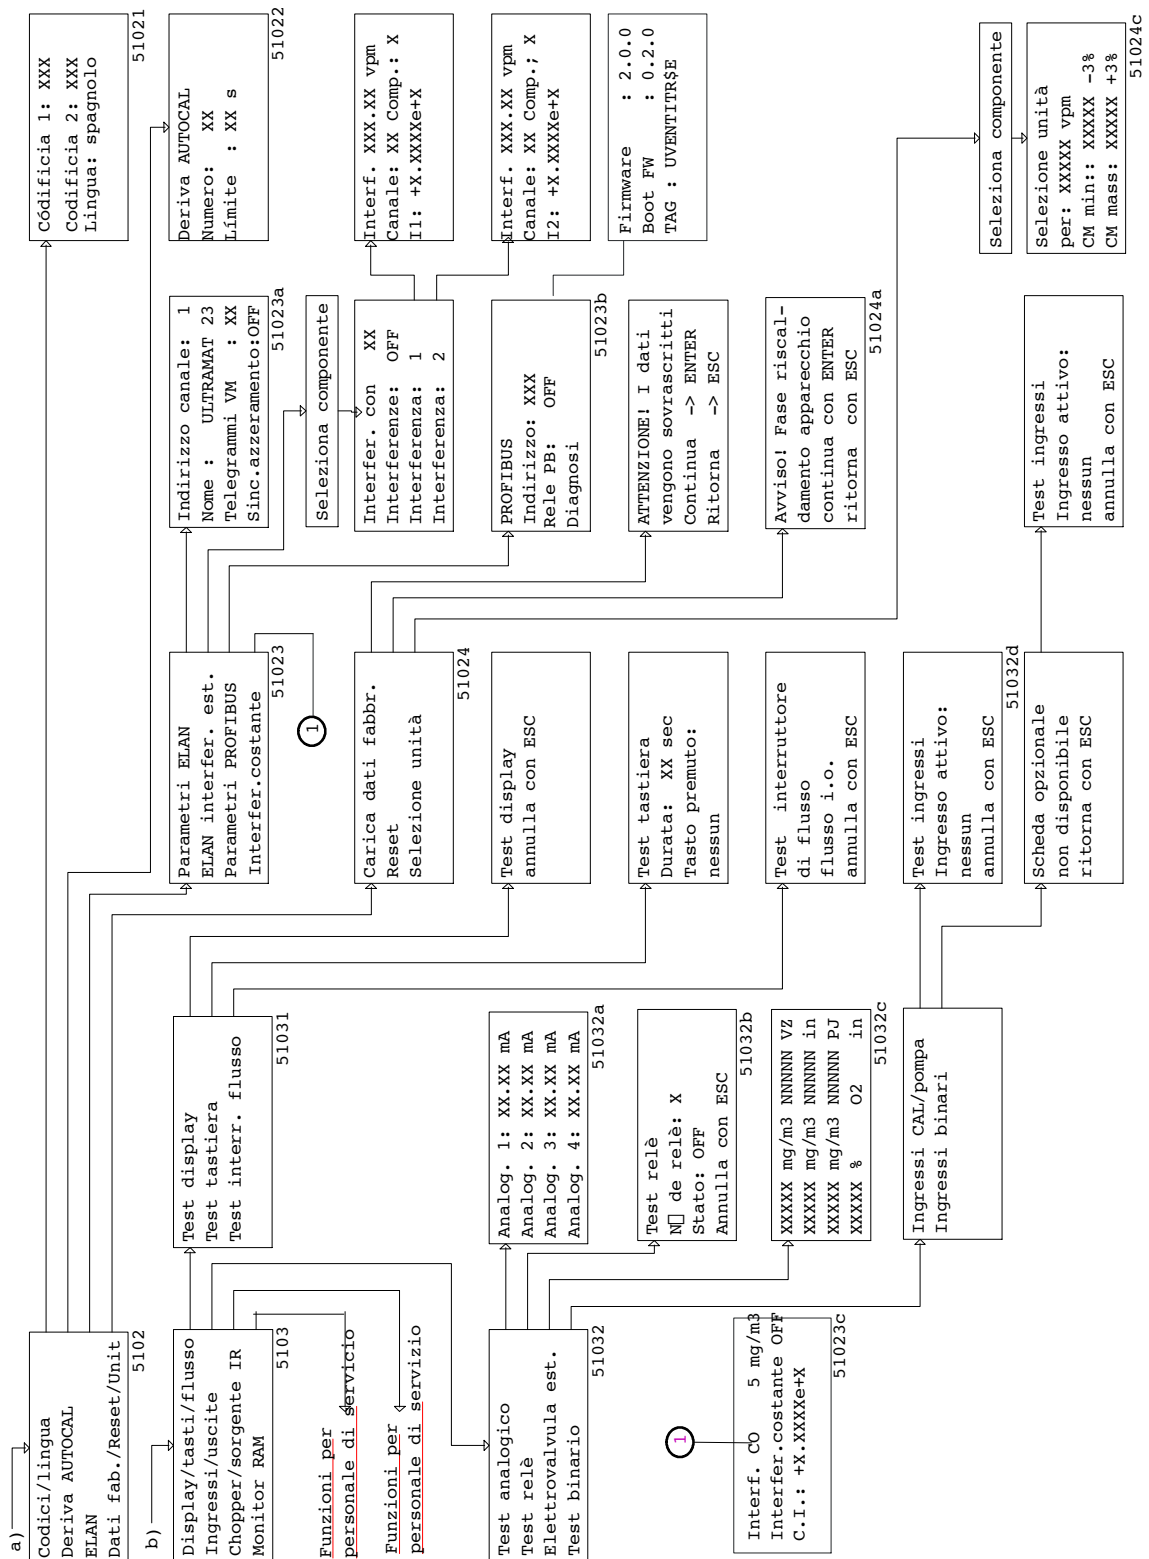 a)
Codici/lingua
Deriva AUTOCAL
ELAN
Dati fab./Reset/Unit
5102
b)
Display/tasti/flusso
Ingressi/uscite
Chopper/sorgente IR
Monitor RAM
5103
Funzioni per
personale di servicio
Funzioni per
personale di servizio
Test analogico
Test relè
Elettrovalvula est.
Test binario
51032
1
Interf. CO 5 mg/m3
Interfer.costante OFF
C.I.: +X.XXXXe+X
51023c
Test display
Test tastiera
Test interr. flusso
51031
Analog. 1: XX.XX mA
Analog. 2: XX.XX mA
Analog. 3: XX.XX mA
Analog. 4: XX.XX mA
51032a
Test relè
N□ de relè: X
Stato: OFF
Annulla con ESC
51032b
XXXXX mg/m3 NNNNN VZ
XXXXX mg/m3 NNNNN in
XXXXX mg/m3 NNNNN PJ
XXXXX % O2 in
51032c
Ingressi CAL/pompa
Ingressi binari
Parametri ELAN
ELAN interfer. est.
Parametri PROFIBUS
Interfer.costante
51023
1
Carica dati fabbr.
Reset
Selezione unità
51024
Test display
annulla con ESC
Test tastiera
Durata: XX sec
Tasto premuto:
nessun
Test interruttore
di flusso
flusso i.o.
annulla con ESC
Test ingressi
Ingresso attivo:
nessun
annulla con ESC
51032d
Scheda opzionale
non disponibile
ritorna con ESC
Indirizzo canale: 1
Nome : ULTRAMAT 23
Telegrammi VM : XX
Sinc.azzeramento:OFF
51023a
Seleziona componente
Interfer. con XX
Interferenze: OFF
Interferenza: 1
Interferenza: 2
PROFIBUS
Indirizzo: XXX
Rele PB: OFF
Diagnosi
51023b
ATTENZIONE! I dati
vengono sovrascritti
Continua -> ENTER
Ritorna -> ESC
Avviso! Fase riscal-
damento apparecchio
continua con ENTER
ritorna con ESC
51024a
Test ingressi
Ingresso attivo:
nessun
annulla con ESC
Códificia 1: XXX
Codificia 2: XXX
Lingua: spagnolo
51021
Deriva AUTOCAL
Numero: XX
Límite : XX s
51022
Interf. XXX.XX vpm
Canale: XX Comp.: X
I1: +X.XXXXe+X
Interf. XXX.XX vpm
Canale: XX Comp.; X
I2: +X.XXXXe+X
Firmware : 2.0.0
Boot FW : 0.2.0
TAG : UVENTITR$E
Seleziona componente
Selezione unità
per: XXXXX vpm
CM min:: XXXXX -3%
CM mass: XXXXX +3%
51024c